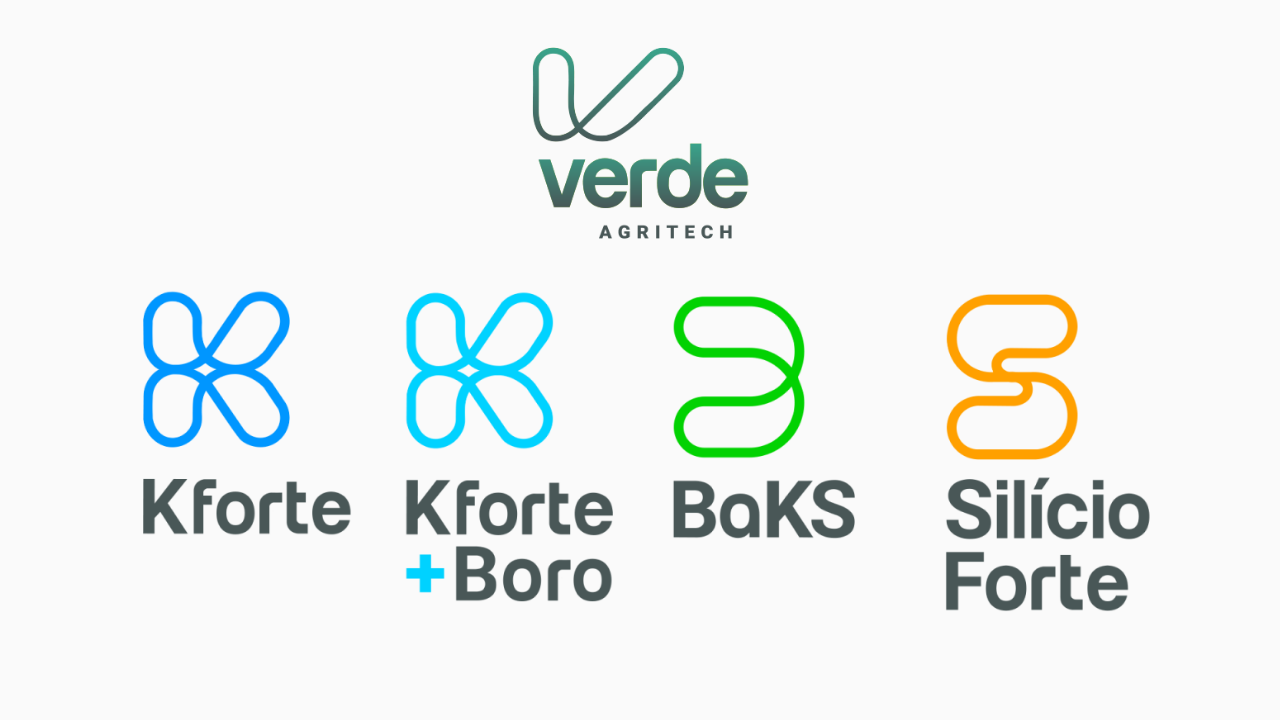 verde
AGRITECH
Kforte
Kforte
+Boro
BaKS
Silício
Forte